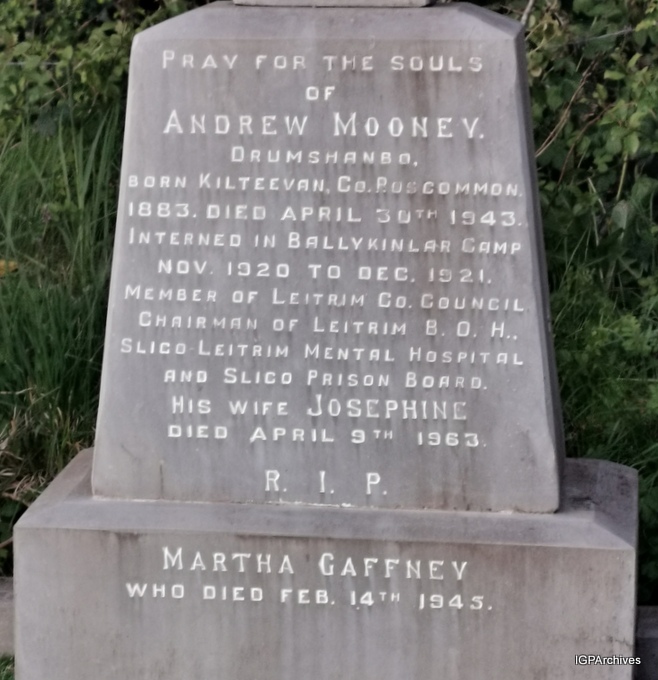 PRAY FOR THE SOULS
OF
ANDREW MOONEY.
DRUMSHANBO,
BORN KILTEEVAN, CO. ROSCOMMON.
1883. DIED APRIL 30TH 1943.
INTERNED IN BALLYKINLAR CAMP
NOV. 1920 TO DEC. 1921.
MEMBER OF LEITRIM CO. COUNCIL
CHAIRMAN OF LEITRIM B. O. H.,
SLIGO-LEITRIM MENTAL HOSPITAL
AND SLIGO PRISON BOARD.
HIS WIFE JOSEPHINE
DIED APRIL 9TH 1963.
R. I. P.
MARTHA GAFFNEY
WHO DIED FEB. 14TH 1945.
IGPArchives